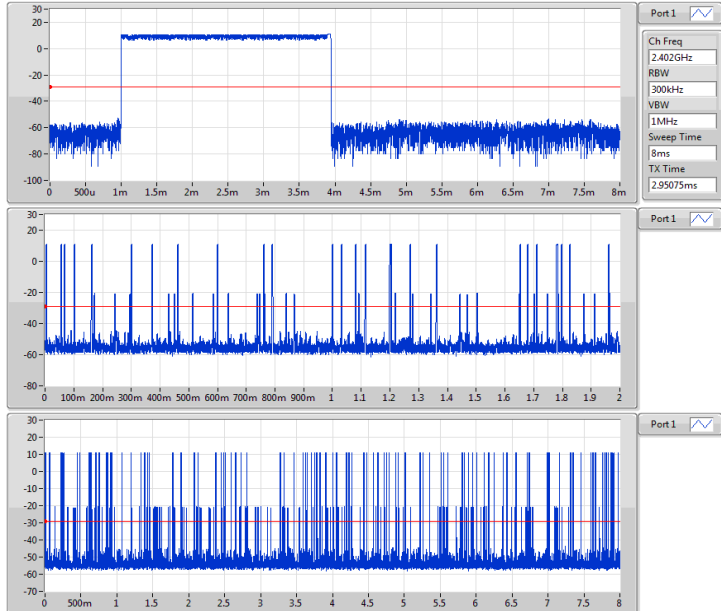 30
20
0
-20
-40
-60
-80
-100
0 500u 1m 1.5m 2m 2.5m 3m 3.5m 4m 4.5m 5m 5.5m 6m 6.5m 7m 7.5m 8m
Port 1
Ch Freq
2.402GHz
RBW
300kHz
VBW
1MHz
Sweep Time
8ms
TX Time
2.95075ms
30
20
0
-20
-40
-60
-80
0 100m 200m 300m 400m 500m 600m 700m 800m 900m 1 1.1 1.2 1.3 1.4 1.5 1.6 1.7 1.8 1.9 2
Port 1
30
20
10
0
-10
-20
-30
-40
-50
-60
-70
0 500m 1 1.5 2 2.5 3 3.5 4 4.5 5 5.5 6 6.5 7 7.5 8
Port 1